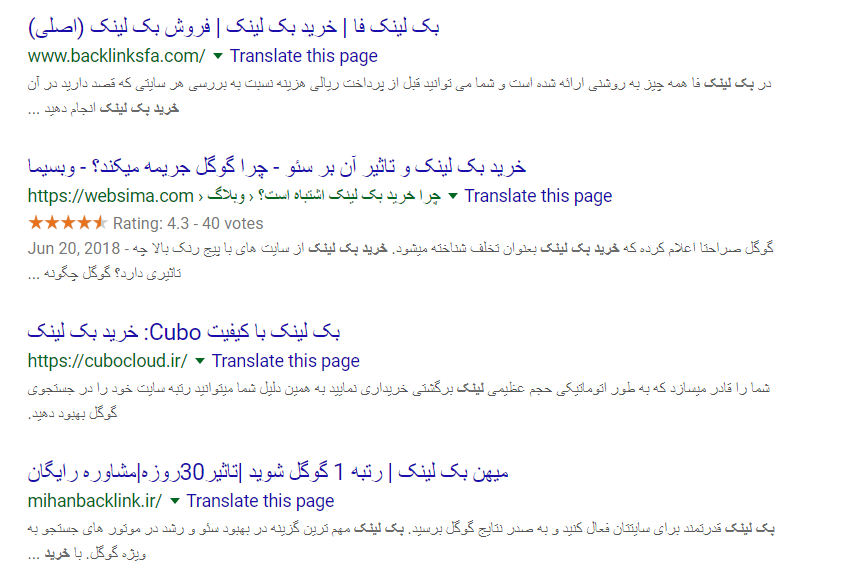 بک لینک فا | خرید بک لینک | فروش بک لینک (اصلی)
www.backlinksfa.com/ ▼ Translate this page
در بک لینک فا همه چیز به روشنی ارائه شده است و شما می توانید قبل از پرداخت ریالی هزینه نسبت به بررسی هر سایتی که قصد دارید در آن
خرید بک لینک انجام دهید ...
خرید بک لینک و تاثیر آن بر سئو - چرا گوگل جریمه میکند؟ - وبسیما
https://websima.com › وبلاگ › چرا خرید بک لینک اشتباه است؟ ▼ Translate this page
Rating: 4.3 - 40 votes
Jun 20, 2018 - گوگل صراحتا اعلام کرده که خرید بک لینک بعنوان تخلف شناخته میشود. خرید بک لینک از سایت های با پیج رنک بالا چه
تاثیری دارد؟ گوگل چگونه ...
بک لینک با کیفیت Cubo: خرید بک لینک
https://cubocloud.ir/ ▼ Translate this page
شما را قادر میسازد که به طور اتوماتیکی حجم عظیمی لینک برگشتی خریداری نمایید به همین دلیل شما میتوانید رتبه سایت خود را در جستجوی
گوگل بهبود دهید.
میهن بک لینک | رتبه 1 گوگل شوید |تاثیر30روزه|مشاوره رایگان
mihanbacklink.ir/ ▼ Translate this page
بک لینک قدرتمند برای سایتتان فعال کنید و به صدر نتایج گوگل برسید. بک لینک مهم ترین گزینه در بهبود سئو و رشد در موتور های جستجو به
ویژه گوگل. با خرید ...